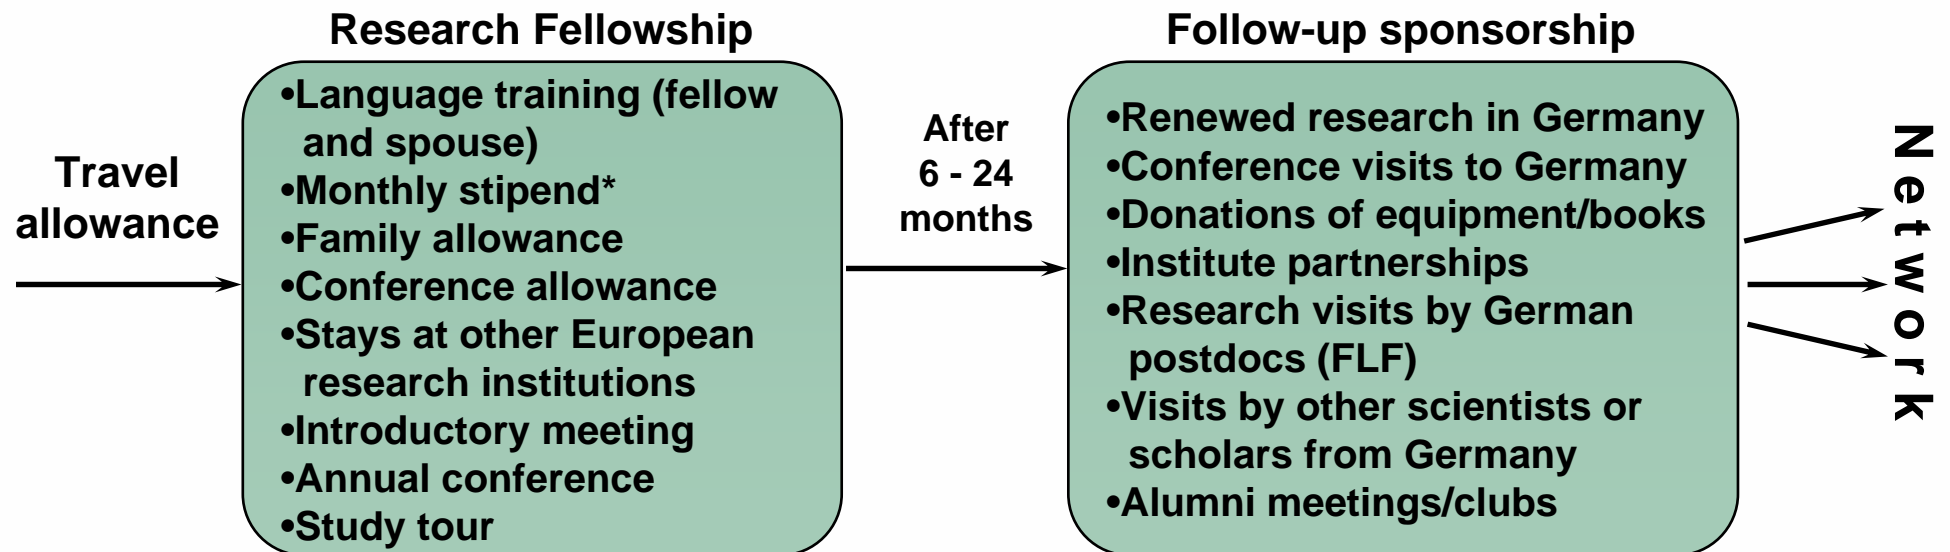 Research Fellowship
Travel
allowance
•Language training (fellow
and spouse)
•Monthly stipend*
•Family allowance
•Conference allowance
•Stays at other European
research institutions
•Introductory meeting
•Annual conference
•Study tour
After
6 - 24
months
Follow-up sponsorship
•Renewed research in Germany
•Conference visits to Germany
•Donations of equipment/books
•Institute partnerships
•Research visits by German
postdocs (FLF)
•Visits by other scientists or
scholars from Germany
•Alumni meetings/clubs
Network